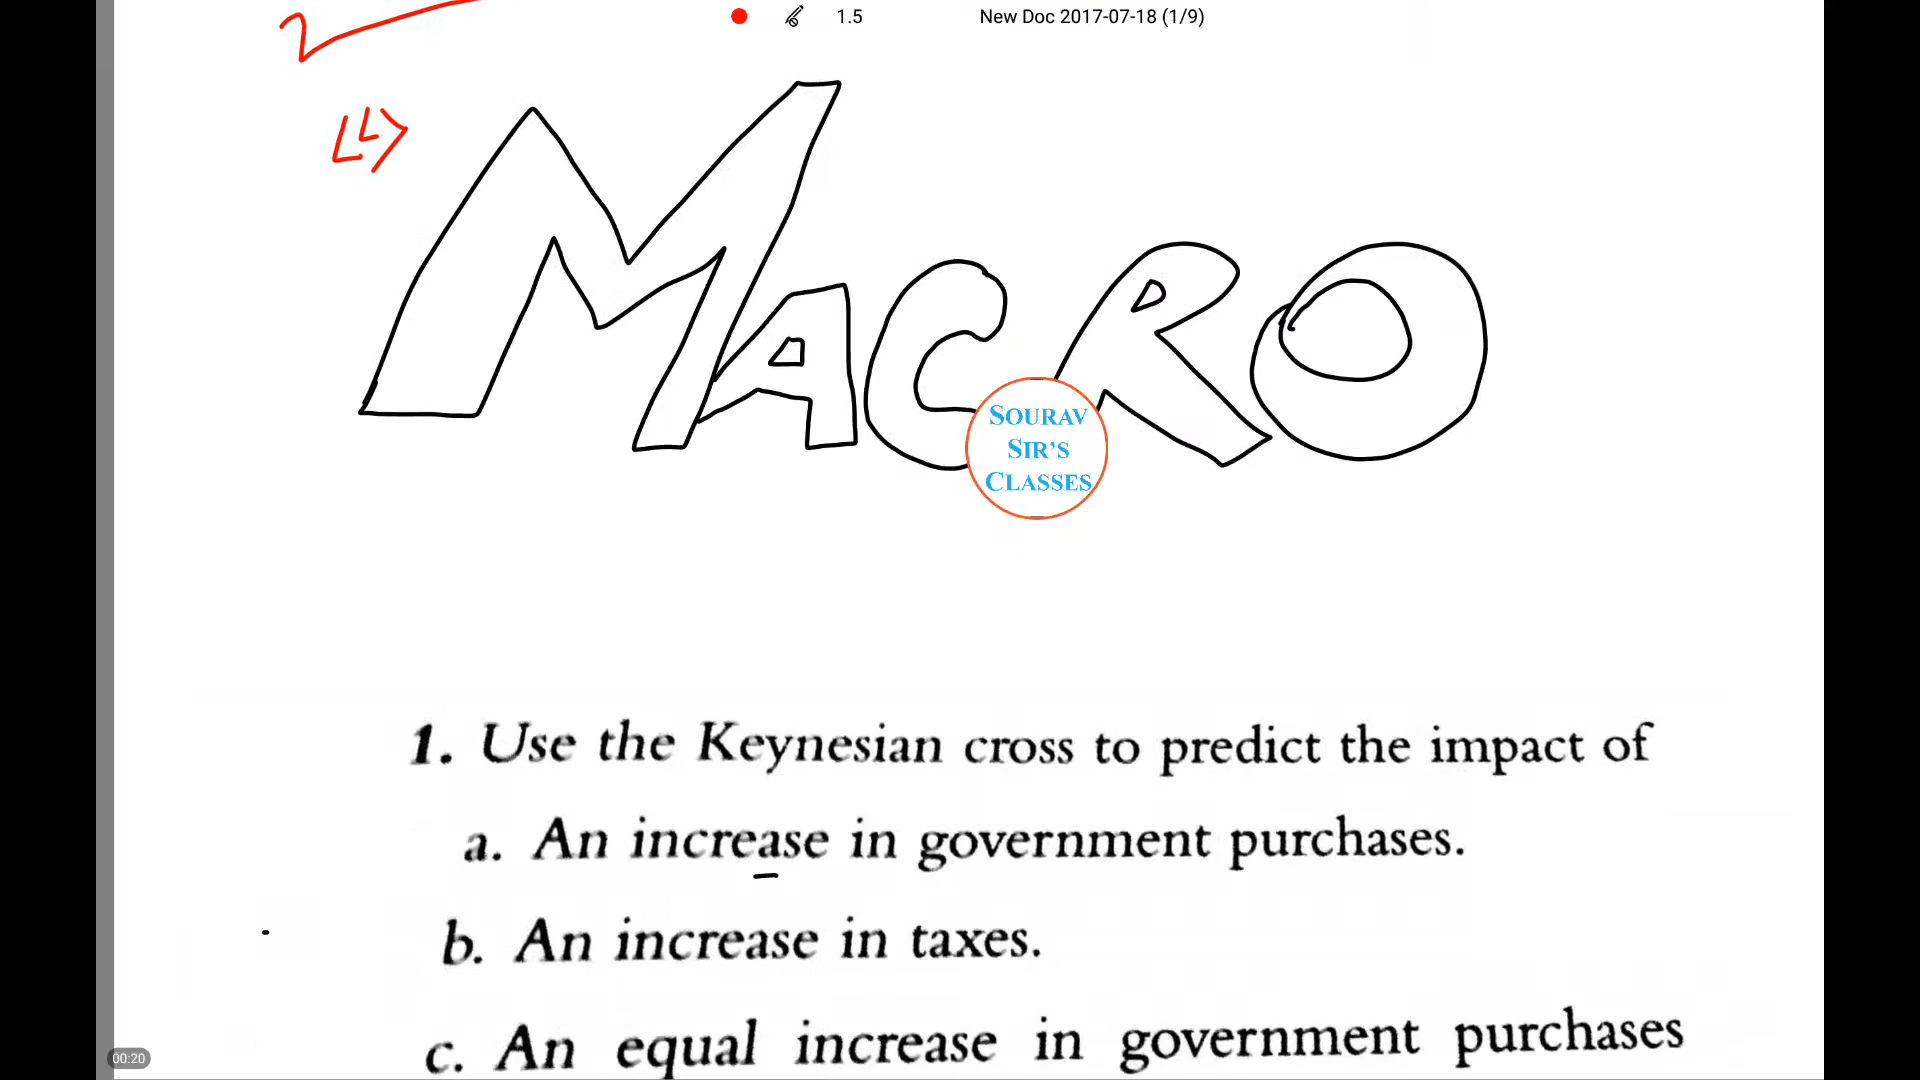 1.5
New Doc 2017-07-18 (1/9)
MACRO
SOURAV
SIR'S
CLASSES
1. Use the Keynesian cross to predict the impact of
a. An increase in government purchases.
b. An increase in taxes.
c. An equal increase in government purchases
00:20